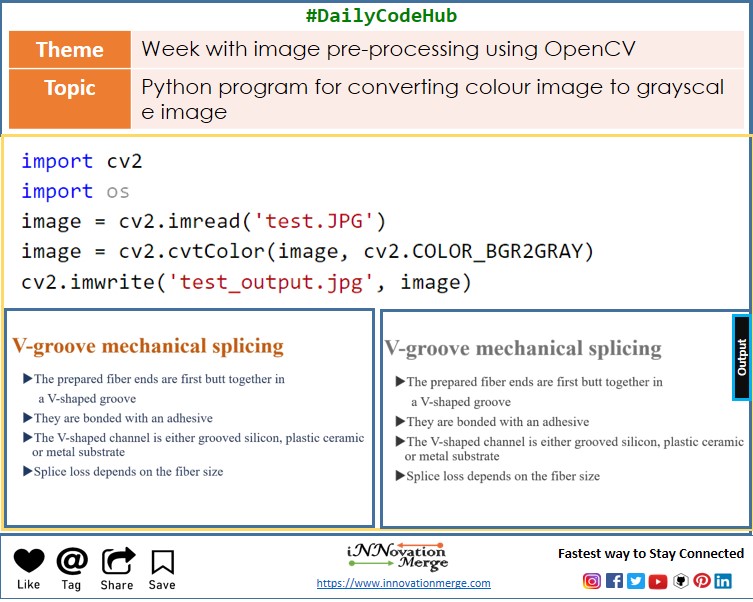 #DailyCodeHub
Theme
Week with image pre-processing using OpenCV
Topic
Python program for converting colour image to grayscal
e image
import cv2
import os
image = cv2.imread('test.JPG')
image = cv2.cvtColor(image, cv2.COLOR_BGR2GRAY)
cv2.imwrite('test_output.jpg', image)
V-groove mechanical splicing
▶The prepared fiber ends are first butt together in
a V-shaped groove
▶They are bonded with an adhesive
▶The V-shaped channel is either grooved silicon, plastic ceramic
or metal substrate
▶Splice loss depends on the fiber size
V-groove mechanical splicing
▶The prepared fiber ends are first butt together in
a V-shaped groove
▶They are bonded with an adhesive
▶The V-shaped channel is either grooved silicon, plastic ceramic
or metal substrate
▶Splice loss depends on the fiber size
Output
Like
Tag
Share
Save
iNNovation
Merge
https://www.innovationmerge.com
Fastest way to Stay Connected